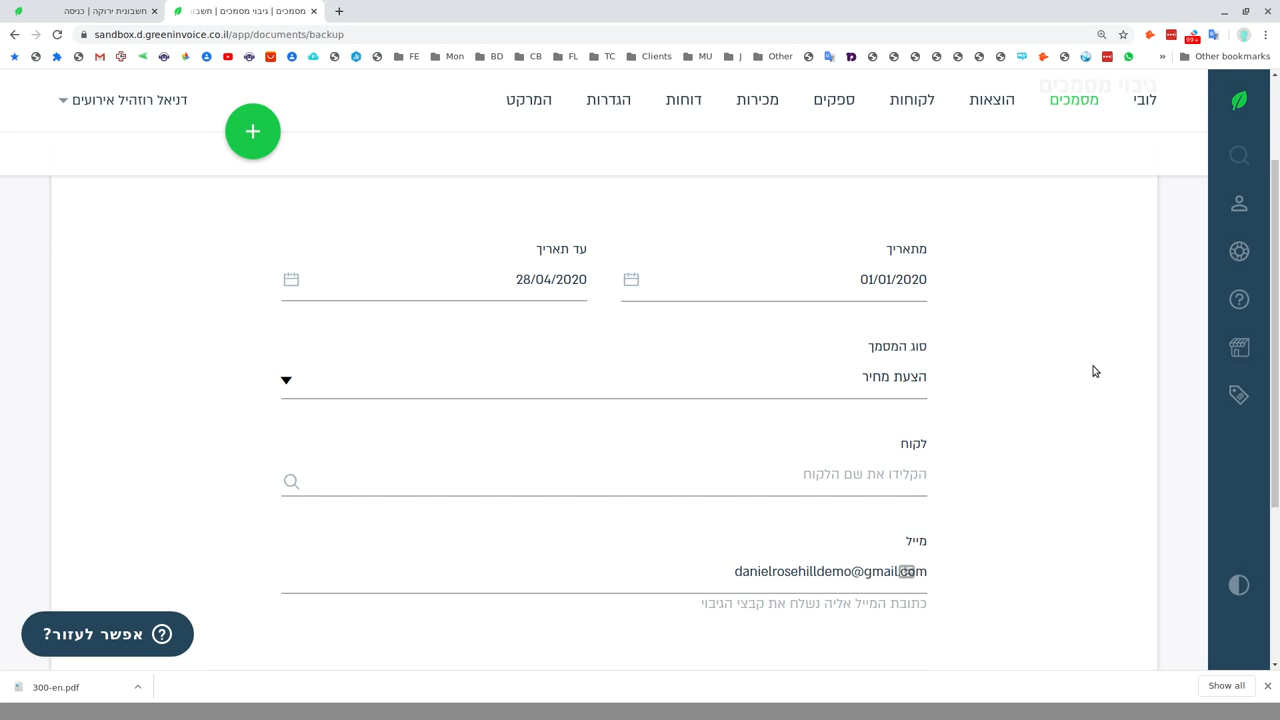 מסמכים | גיבוי מסמכים | חשבו
חשבונית ירוקה | כניסה
sandbox.d.greeninvoice.co.il/app/documents/backup
99+
FE
Mon
BD
CB
FL
TC
Clients
MU
J
Other
»
Other bookmarks
גיבוי מסמכים
לובי
מסמכים
הוצאות
לקוחות
ספקים
מכירות
דוחות
הגדרות
המרקט
דניאל רוזהיל אירועים
+
מתאריך
עד תאריך
01/01/2020
28/04/2020
סוג המסמך
הצעת מחיר
לקוח
הקלידו את שם הלקוח
מייל
danielrosehilldemo@gmail.com
כתובת המייל אליה נשלח את קבצי הגיבוי
אפשר לעזור?
300-en.pdf
Show all